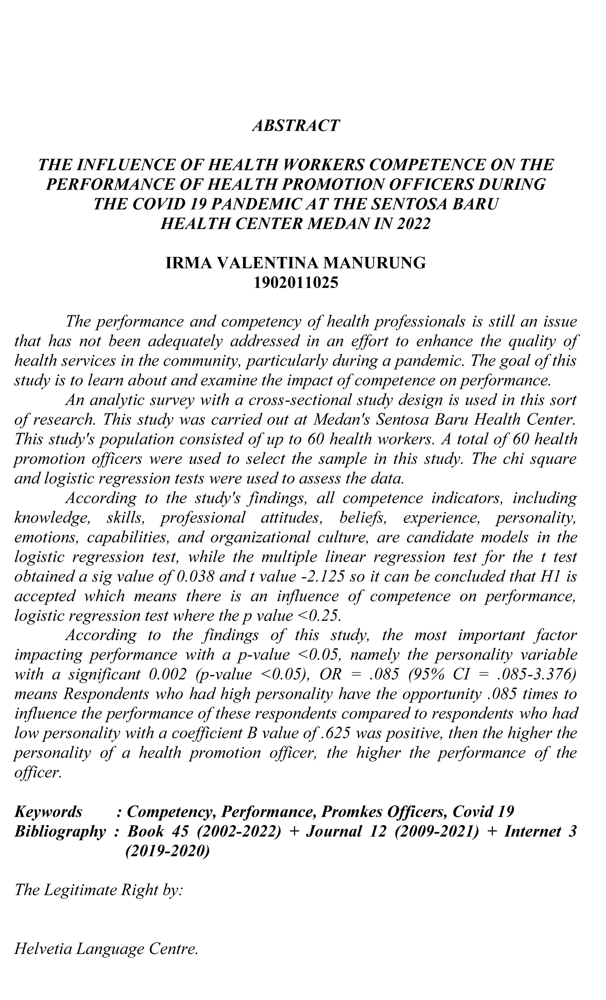 ABSTRACT
THE INFLUENCE OF HEALTH WORKERS COMPETENCE ON THE
PERFORMANCE OF HEALTH PROMOTION OFFICERS DURING
THE COVID 19 PANDEMIC AT THE SENTOSA BARU
HEALTH CENTER MEDAN IN 2022
IRMA VALENTINA MANURUNG
1902011025
The performance and competency of health professionals is still an issue
that has not been adequately addressed in an effort to enhance the quality of
health services in the community, particularly during a pandemic. The goal of this
study is to learn about and examine the impact of competence on performance.
An analytic survey with a cross-sectional study design is used in this sort
of research. This study was carried out at Medan's Sentosa Baru Health Center.
This study's population consisted of up to 60 health workers. A total of 60 health
promotion officers were used to select the sample in this study. The chi square
and logistic regression tests were used to assess the data.
According to the study's findings, all competence indicators, including
knowledge, skills, professional attitudes, beliefs, experience, personality,
emotions, capabilities, and organizational culture, are candidate models in the
logistic regression test, while the multiple linear regression test for the t test
obtained a sig value of 0.038 and t value -2.125 so it can be concluded that H1 is
accepted which means there is an influence of competence on performance,
logistic regression test where the p value <0.25.
According to the findings of this study, the most important factor
impacting performance with a p-value <0.05, namely the personality variable
with a significant 0.002 (p-value <0.05), OR = .085 (95% CI = .085-3.376)
means Respondents who had high personality have the opportunity .085 times to
influence the performance of these respondents compared to respondents who had
low personality with a coefficient B value of .625 was positive, then the higher the
personality of a health promotion officer, the higher the performance of the
officer.
Keywords : Competency, Performance, Promkes Officers, Covid 19
Bibliography : Book 45 (2002-2022) + Journal 12 (2009-2021) + Internet 3
(2019-2020)
The Legitimate Right by:
Helvetia Language Centre.